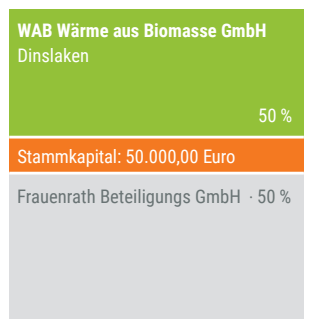 WAB Wärme aus Biomasse GmbH
Dinslaken
50 %
Stammkapital: 50.000,00 Euro
Frauenrath Beteiligungs GmbH · 50 %